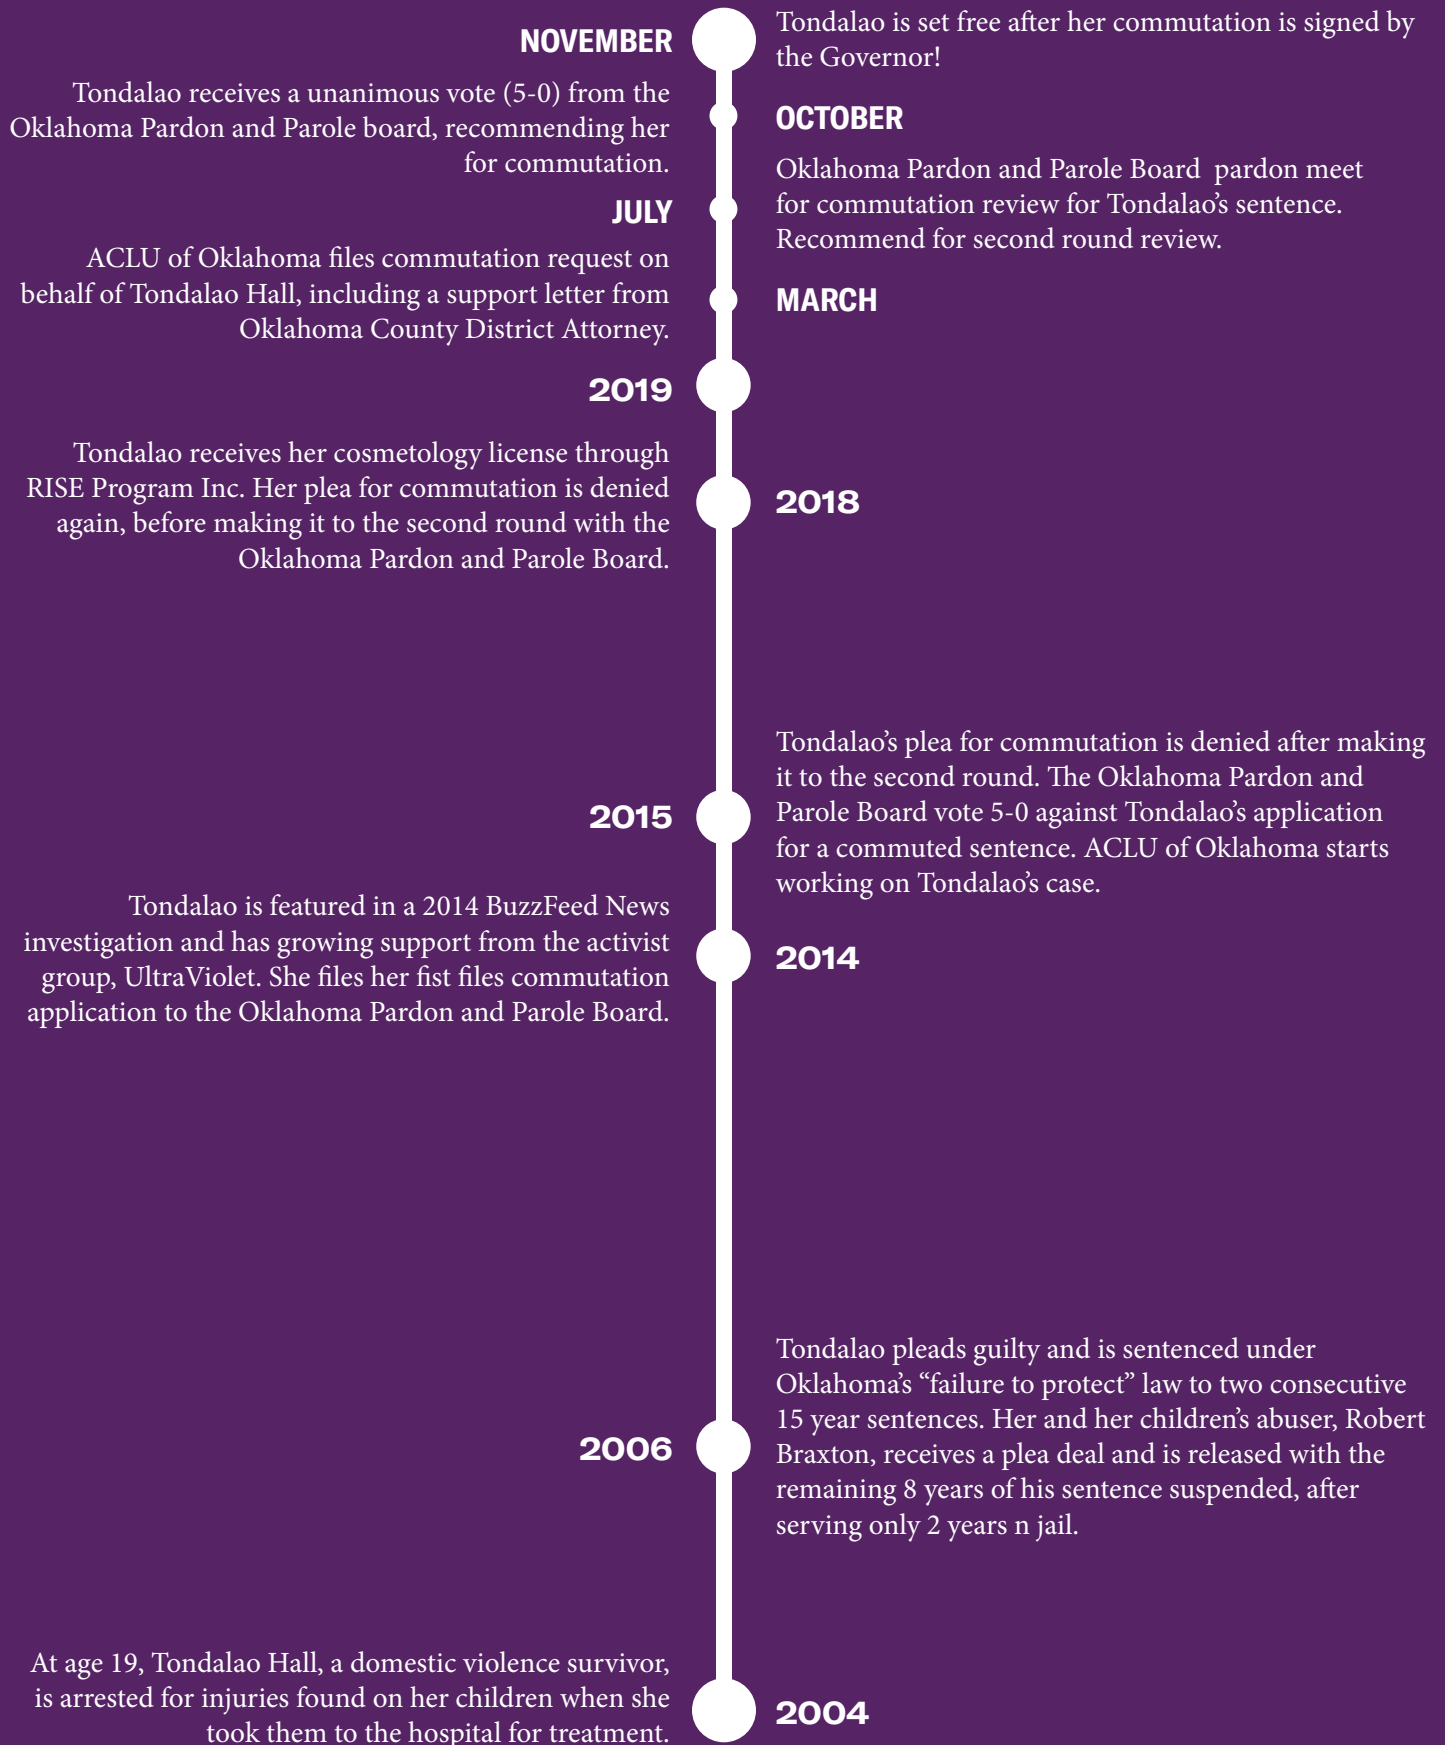 NOVEMBER
Tondalao is set free after her commutation is signed by
the Governor!
OCTOBER
Tondalao receives a unanimous vote (5-0) from the
Oklahoma Pardon and Parole board, recommending her
for commutation.
JULY
Oklahoma Pardon and Parole Board  pardon meet
for commutation review for Tondalao’s sentence.
Recommend for second round review.
MARCH
ACLU of Oklahoma files commutation request on
behalf of Tondalao Hall, including a support letter from
Oklahoma County District Attorney.
2019
2018
Tondalao receives her cosmetology license through
RISE Program Inc. Her plea for commutation is denied
again, before making it to the second round with the
Oklahoma Pardon and Parole Board.
2015
Tondalao’s plea for commutation is denied after making
it to the second round. The Oklahoma Pardon and
Parole Board vote 5-0 against Tondalao’s application
for a commuted sentence. ACLU of Oklahoma starts
working on Tondalao’s case.
2014
Tondalao is featured in a 2014 BuzzFeed News
investigation and has growing support from the activist
group, UltraViolet. She files her fist files commutation
application to the Oklahoma Pardon and Parole Board.
2006
Tondalao pleads guilty and is sentenced under
Oklahoma’s “failure to protect” law to two consecutive
15 year sentences. Her and her children’s abuser, Robert
Braxton, receives a plea deal and is released with the
remaining 8 years of his sentence suspended, after
serving only 2 years n jail.
2004
At age 19, Tondalao Hall, a domestic violence survivor,
is arrested for injuries found on her children when she
took them to the hospital for treatment.